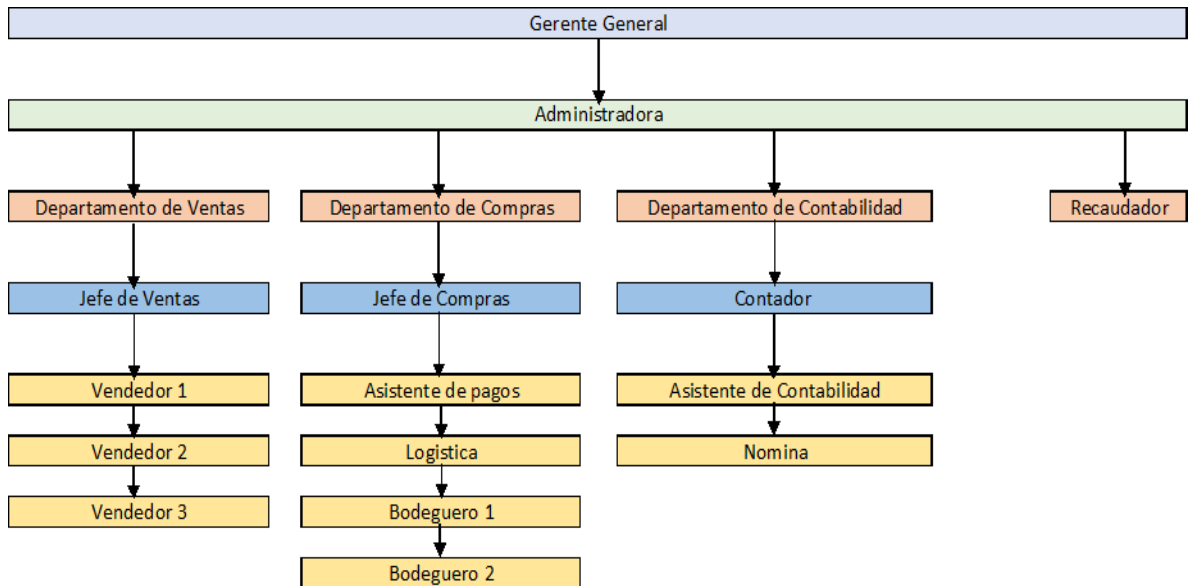 Gerente General
Administradora
Departamento de Ventas
Departamento de Compras
Departamento de Contabilidad
Recaudador
Jefe de Ventas
Jefe de Compras
Contador
Vendedor 1
Asistente de pagos
Asistente de Contabilidad
Vendedor 2
Logistica
Nomina
Vendedor 3
Bodeguero 1
Bodeguero 2